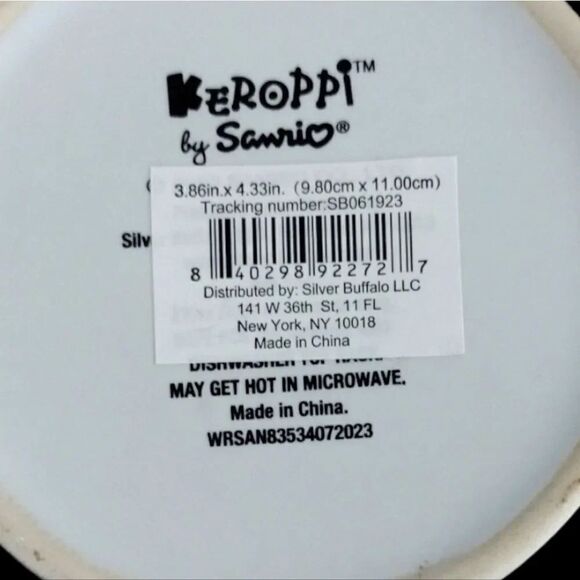 KEROPPI™
by Sanrio®
3.86in.x 4.33in. (9.80cm x 11.00cm)
Tracking number:SB061923
8 40298 92272 7
Distributed by: Silver Buffalo LLC
141 W 36th St, 11 FL
New York, NY 10018
Made in China
MAY GET HOT IN MICROWAVE.
Made in China.
WRSAN83534072023